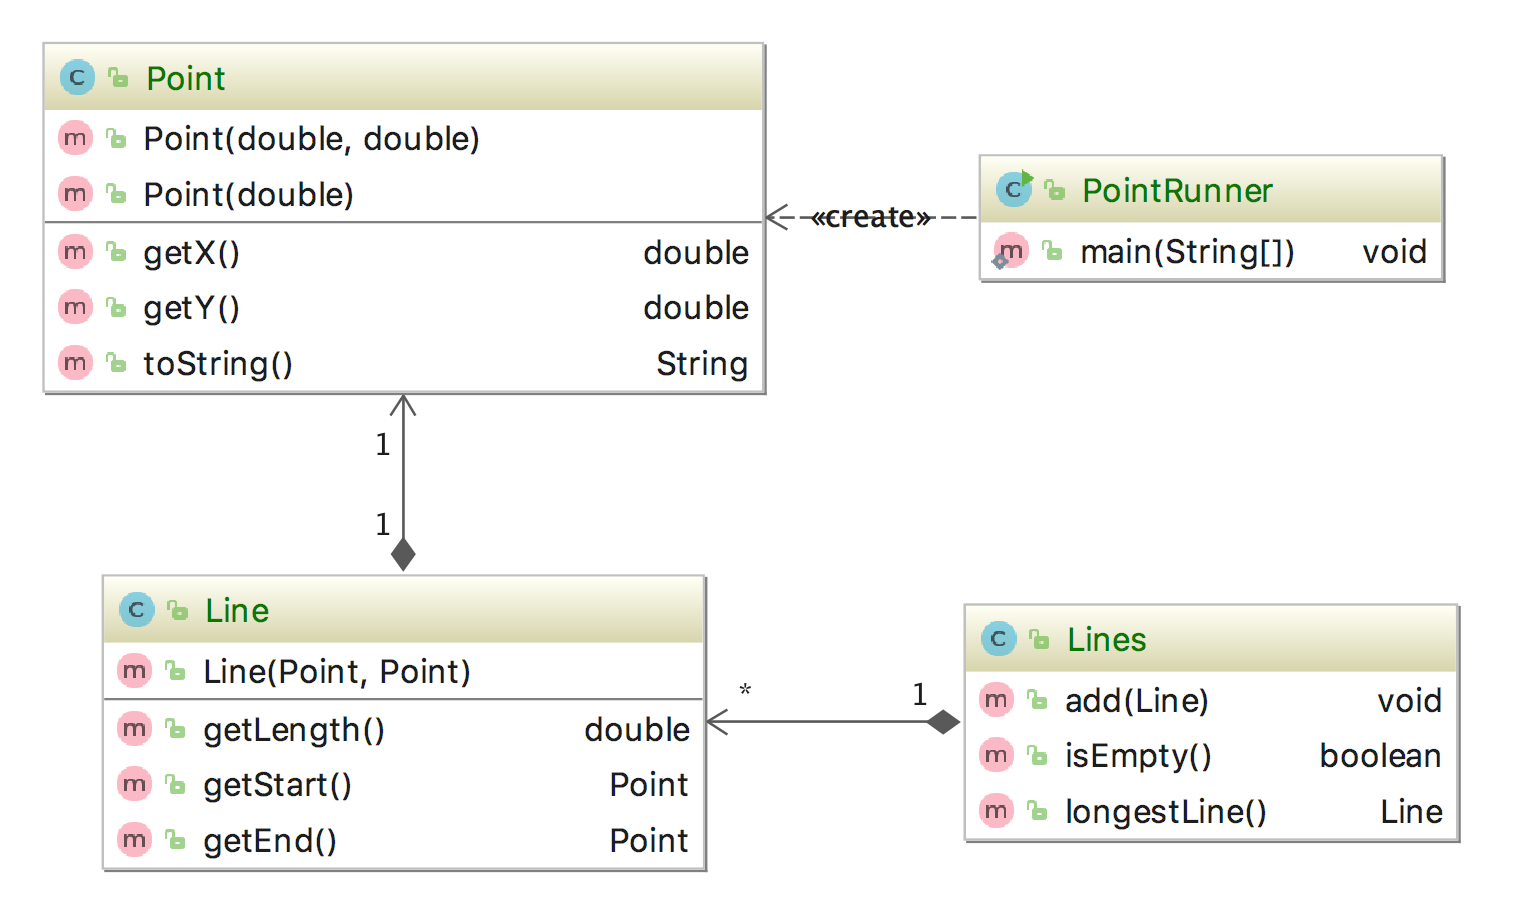 C Point
m Point(double, double)
m Point(double)
m getX() double
m getY() double
m toString() String
«create»
C PointRunner
m main(String[]) void
1
1
C Line
m Line(Point, Point)
m getLength() double
m getStart() Point
m getEnd() Point
* 1
C Lines
m add(Line) void
m isEmpty() boolean
m longestLine() Line